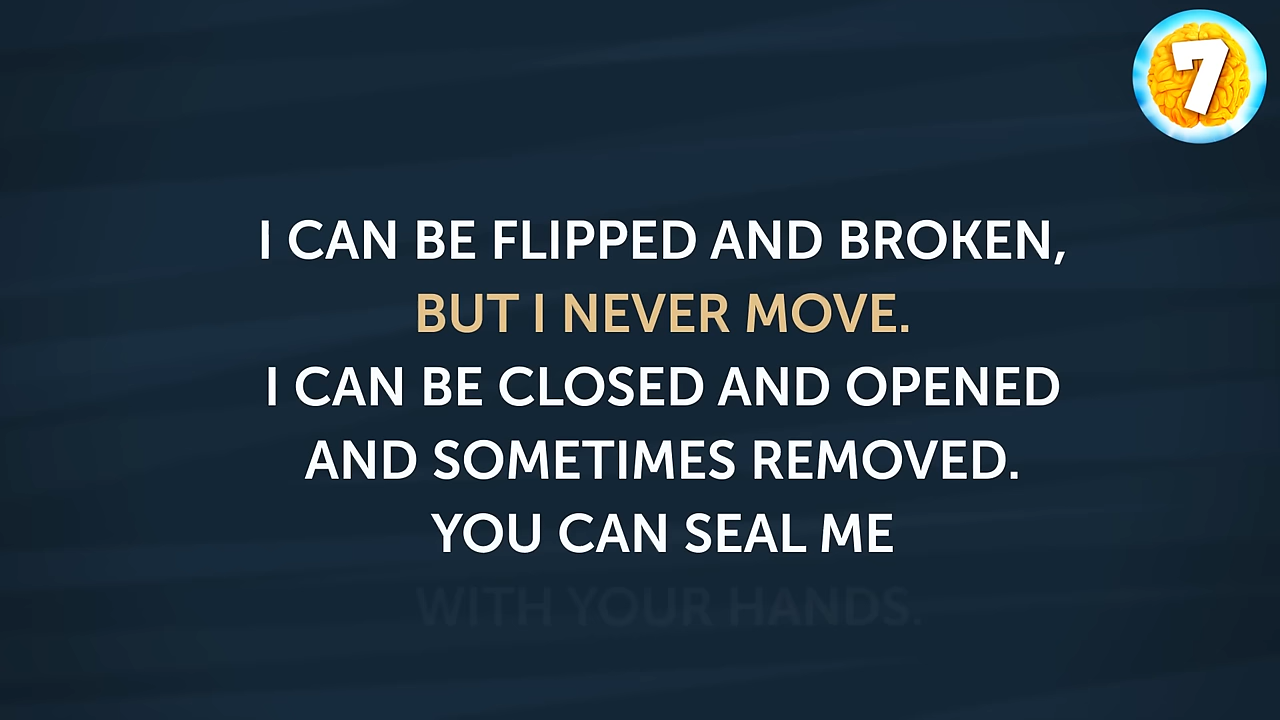 7
I CAN BE FLIPPED AND BROKEN,
BUT I NEVER MOVE.
I CAN BE CLOSED AND OPENED
AND SOMETIMES REMOVED.
YOU CAN SEAL ME
WITH YOUR HANDS.